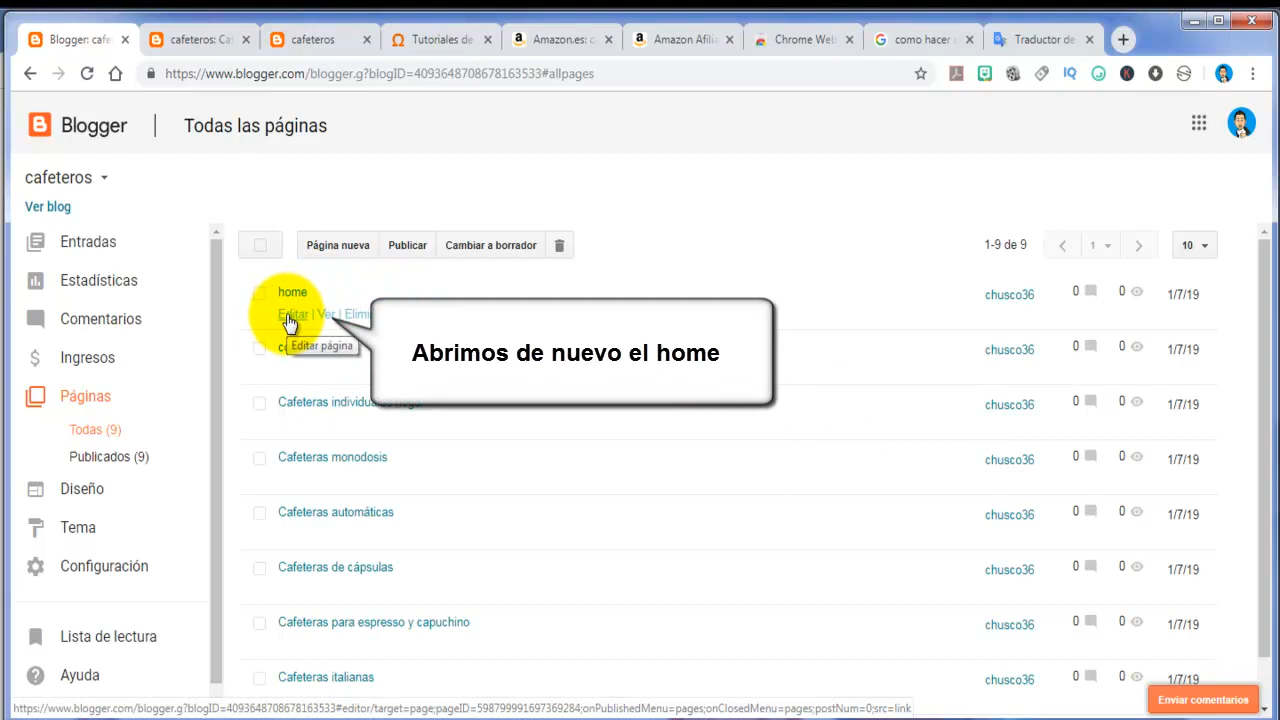 Blogger: cafe
cafeteros: Caf
cafeteros
Tutoriales de
Amazon.es: c
Amazon Afilia
Chrome Web
como hacer
Traductor de
https://www.blogger.com/blogger.g?blogID=4093648708678163533#allpages
Blogger
Todas las páginas
cafeteros
Ver blog
Entradas
Estadísticas
Comentarios
Ingresos
Páginas
Todas (9)
Publicados (9)
Diseño
Tema
Configuración
Lista de lectura
Ayuda
Página nueva
Publicar
Cambiar a borrador
1-9 de 9
1
10
home
Editar | Ver | Elimi
chusco36 0 0 1/7/19
Editar página
Abrimos de nuevo el home
chusco36 0 0 1/7/19
Cafeteras individuales
chusco36 0 0 1/7/19
Cafeteras monodosis
chusco36 0 0 1/7/19
Cafeteras automáticas
chusco36 0 0 1/7/19
Cafeteras de cápsulas
chusco36 0 0 1/7/19
Cafeteras para espresso y capuchino
chusco36 0 0 1/7/19
Cafeteras italianas
chusco36 0 0 1/7/19
Enviar comentarios
https://www.blogger.com/blogger.g?blogID=4093648708678163533#editor/target=page;pageID=598799991697369284;onPublishedMenu=pages;onClosedMenu=pages;postNum=0;src=link